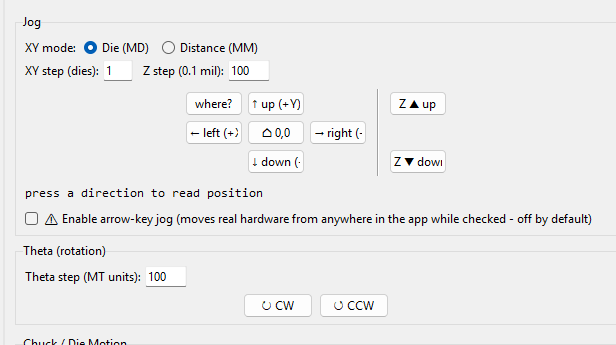 Jog
XY mode: Die (MD) Distance (MM)
XY step (dies): 1 Z step (0.1 mil): 100
where? ↑ up (+Y) Z ▲ up
← left (+) ⌂ 0,0 → right (-
↓ down (- Z ▼ down
press a direction to read position
⚠ Enable arrow-key jog (moves real hardware from anywhere in the app while checked - off by default)
Theta (rotation)
Theta step (MT units): 100
↻ CW ↻ CCW
Chuck / Die Motion